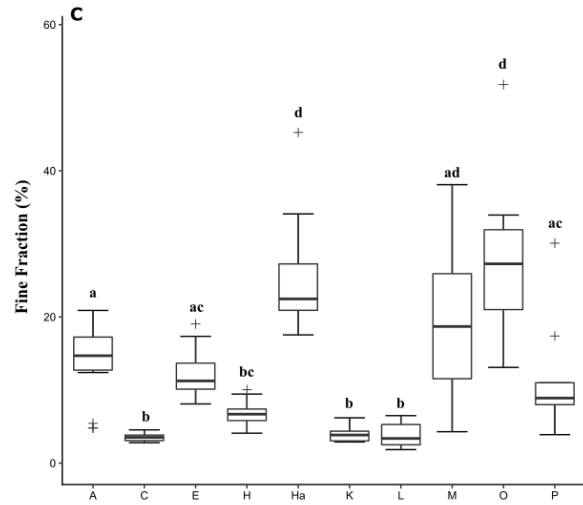 C
Fine Fraction (%)
60
40
20
0
a
b
ac
bc
d
b
b
ad
d
ac
A C E H Ha K L M O P